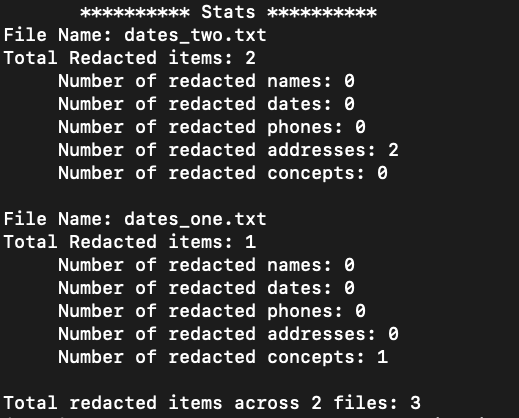 ********** Stats **********
File Name: dates_two.txt
Total Redacted items: 2
Number of redacted names: 0
Number of redacted dates: 0
Number of redacted phones: 0
Number of redacted addresses: 2
Number of redacted concepts: 0
File Name: dates_one.txt
Total Redacted items: 1
Number of redacted names: 0
Number of redacted dates: 0
Number of redacted phones: 0
Number of redacted addresses: 0
Number of redacted concepts: 1
Total redacted items across 2 files: 3